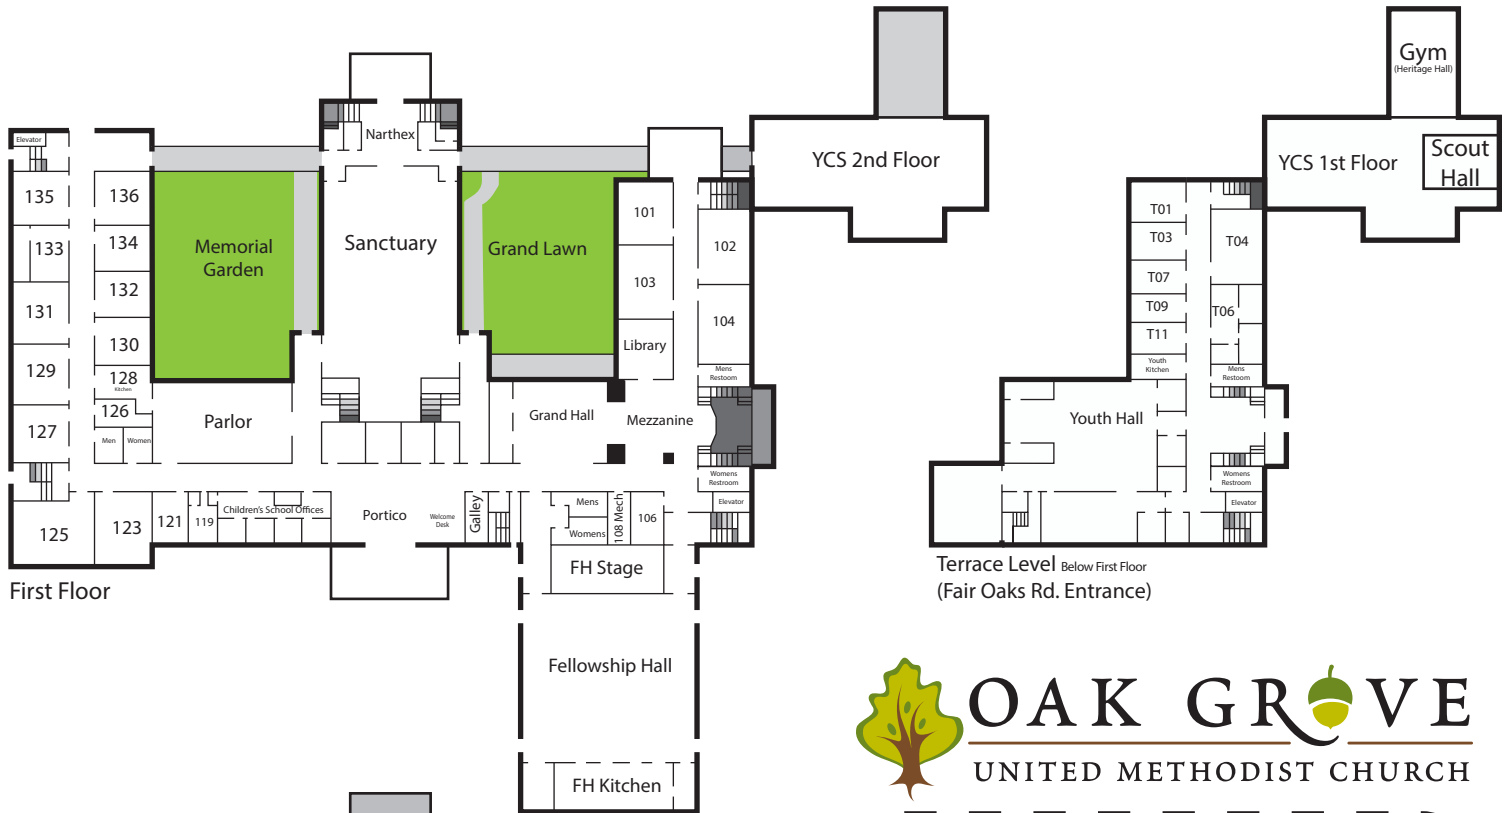 Gym
(Heritage Hall)
Elevator
Narthex
YCS 2nd Floor
YCS 1st Floor
Scout
Hall
135
136
133
134
131
132
130
129
128
Kitchen
126
127
Men
Women
125
123
121
119
Children's School Offices
Memorial
Garden
Sanctuary
Grand Lawn
Parlor
Portico
Welcome
Desk
Galley
101
102
103
104
Library
Mens
Restoom
Grand Hall
Mezzanine
Womens
Restroom
Elevator
Mens
Womens
108 Mech
106
FH Stage
Fellowship Hall
FH Kitchen
First Floor
T01
T03
T04
T07
T09
T06
T11
Youth
Kitchen
Mens
Restroom
Youth Hall
Womens
Restroom
Elevator
Terrace Level Below First Floor
(Fair Oaks Rd. Entrance)
OAK GROVE
UNITED METHODIST CHURCH